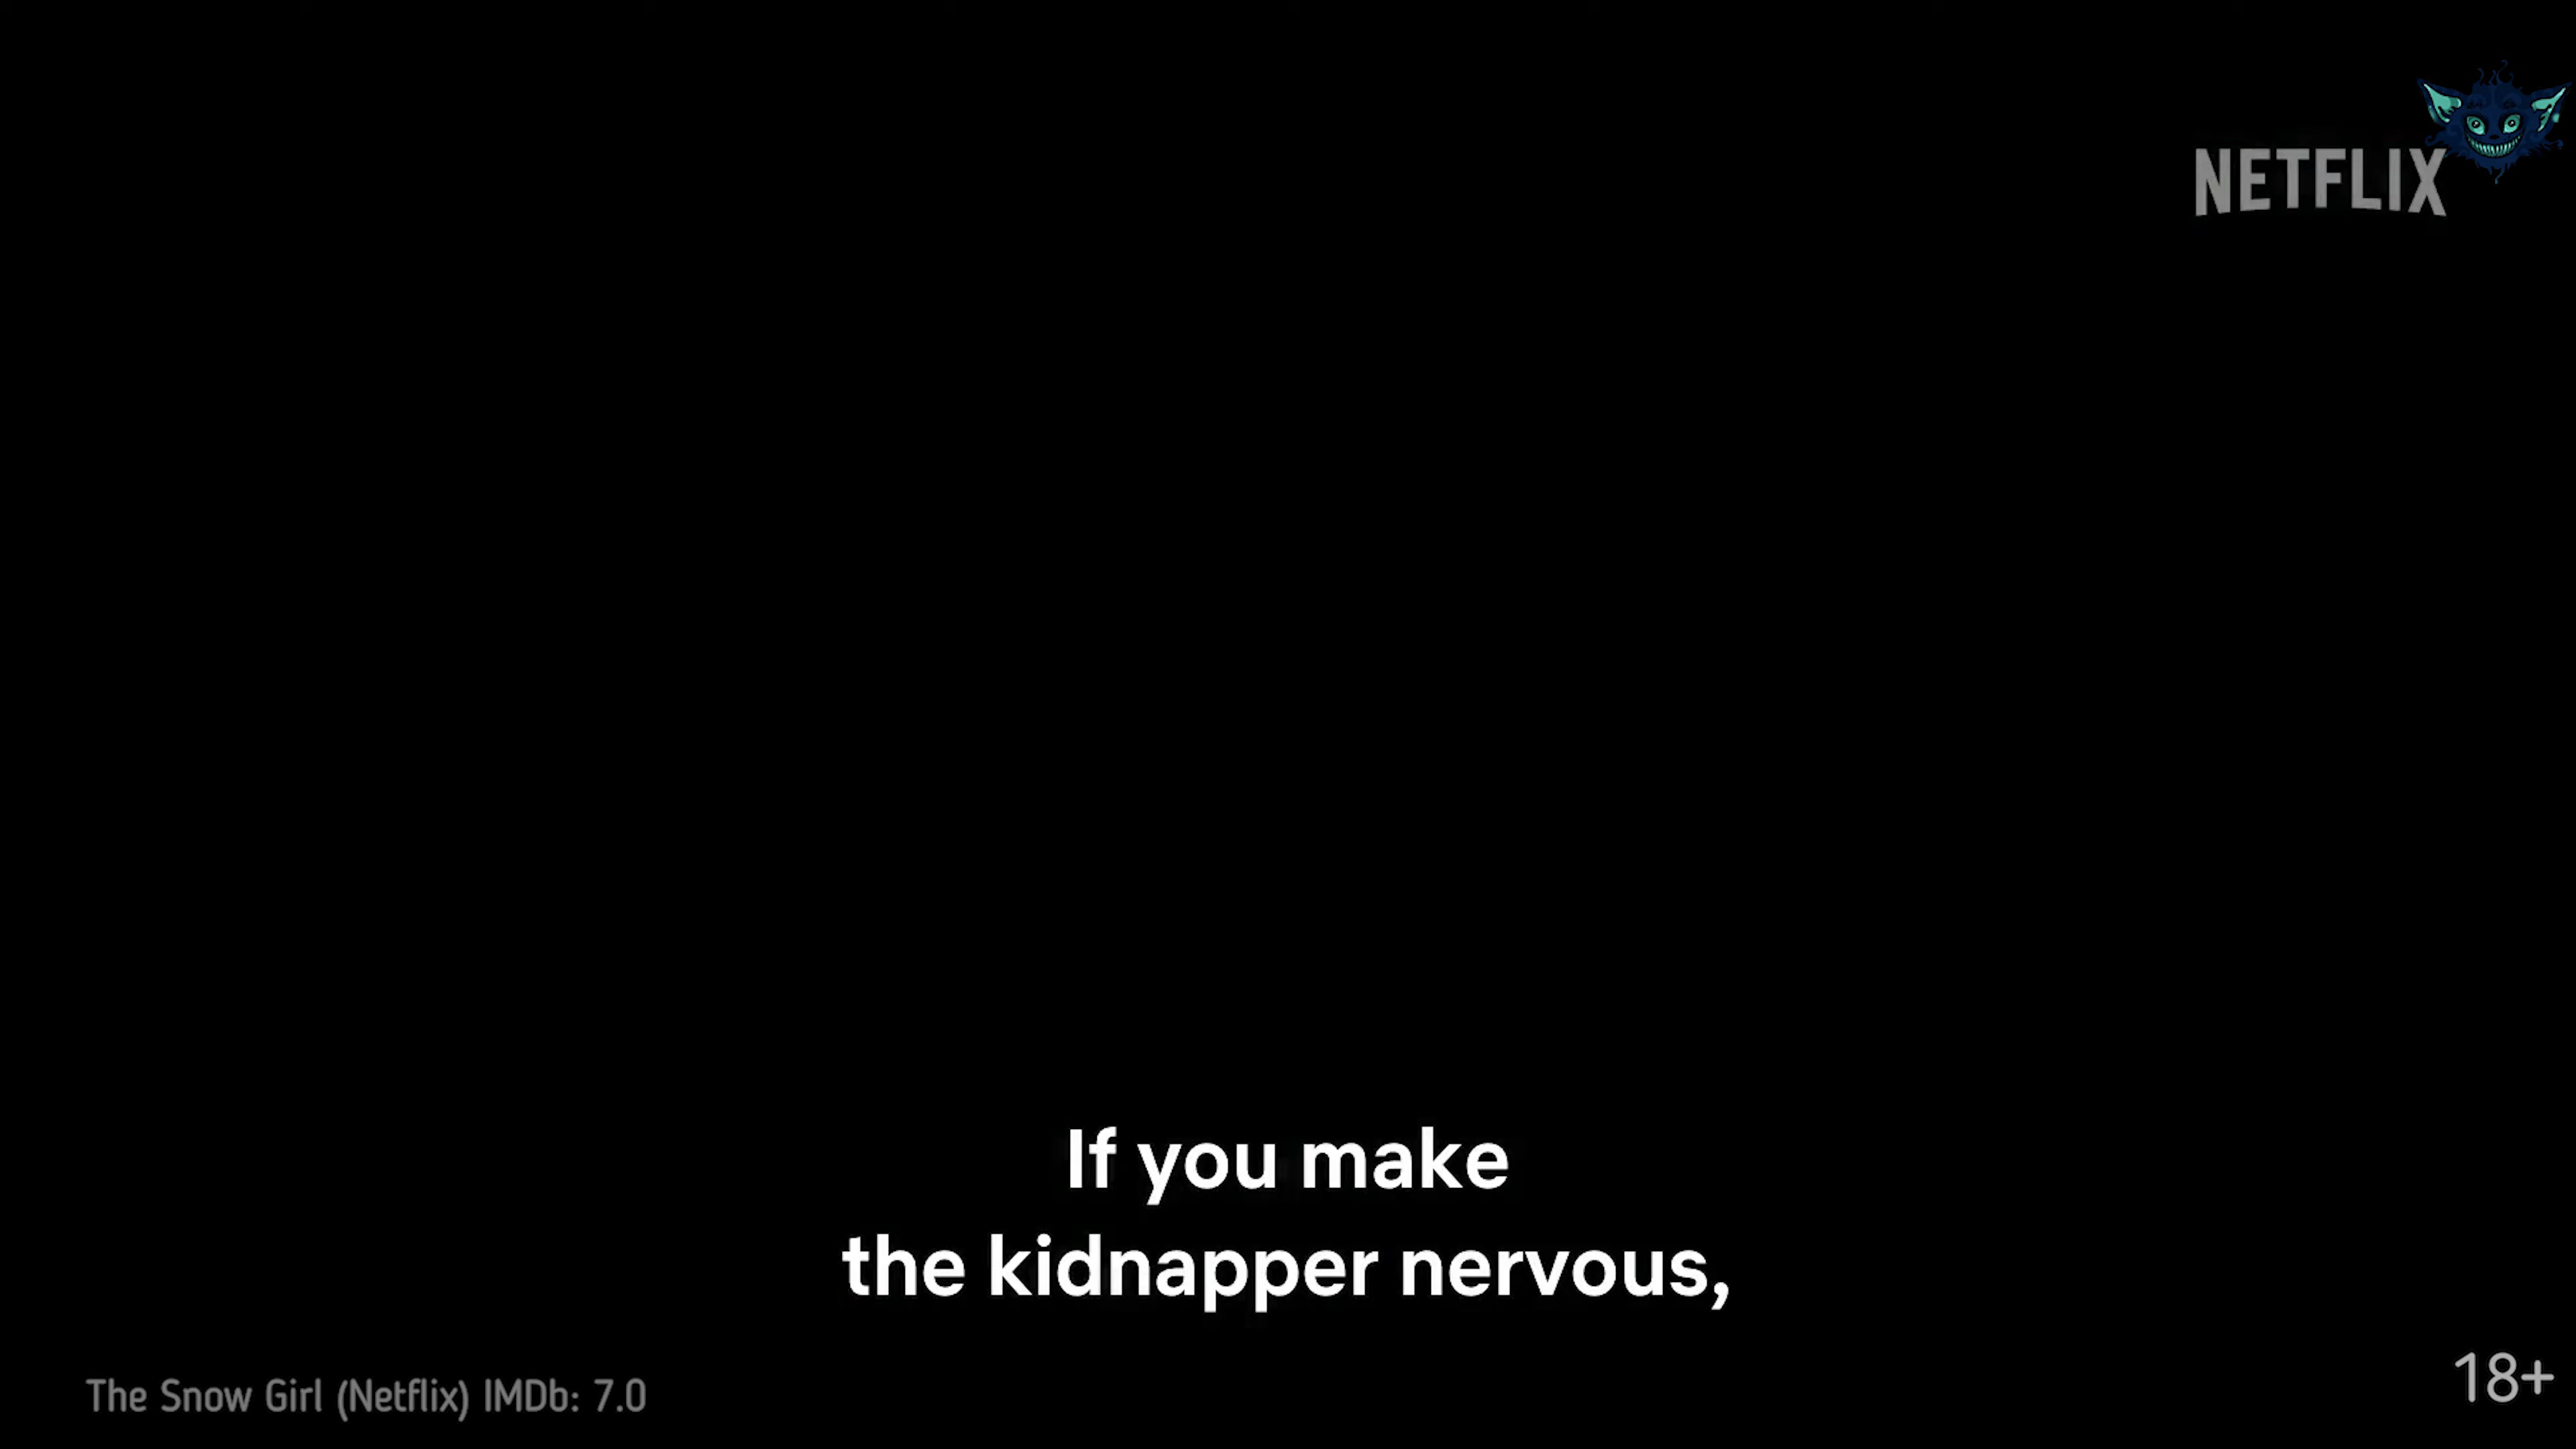 NETFLIX
If you make
the kidnapper nervous,
The Snow Girl (Netflix) IMDb: 7.0
18+